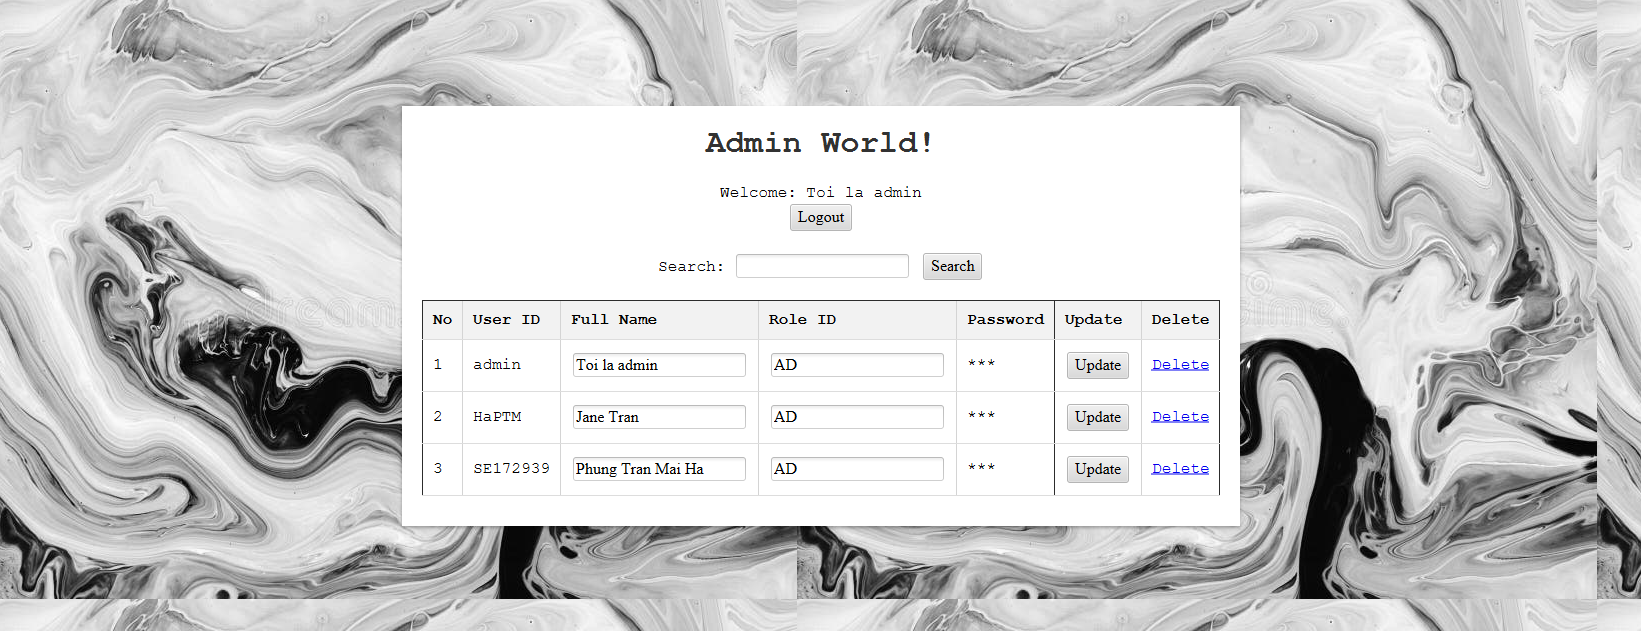 Admin World!
Welcome: Toi la admin
Logout
Search: Search
No User ID Full Name Role ID Password Update Delete
1 admin Toi la admin AD *** Update Delete
2 HaPTM Jane Tran AD *** Update Delete
3 SE172939 Phung Tran Mai Ha AD *** Update Delete
dream
me